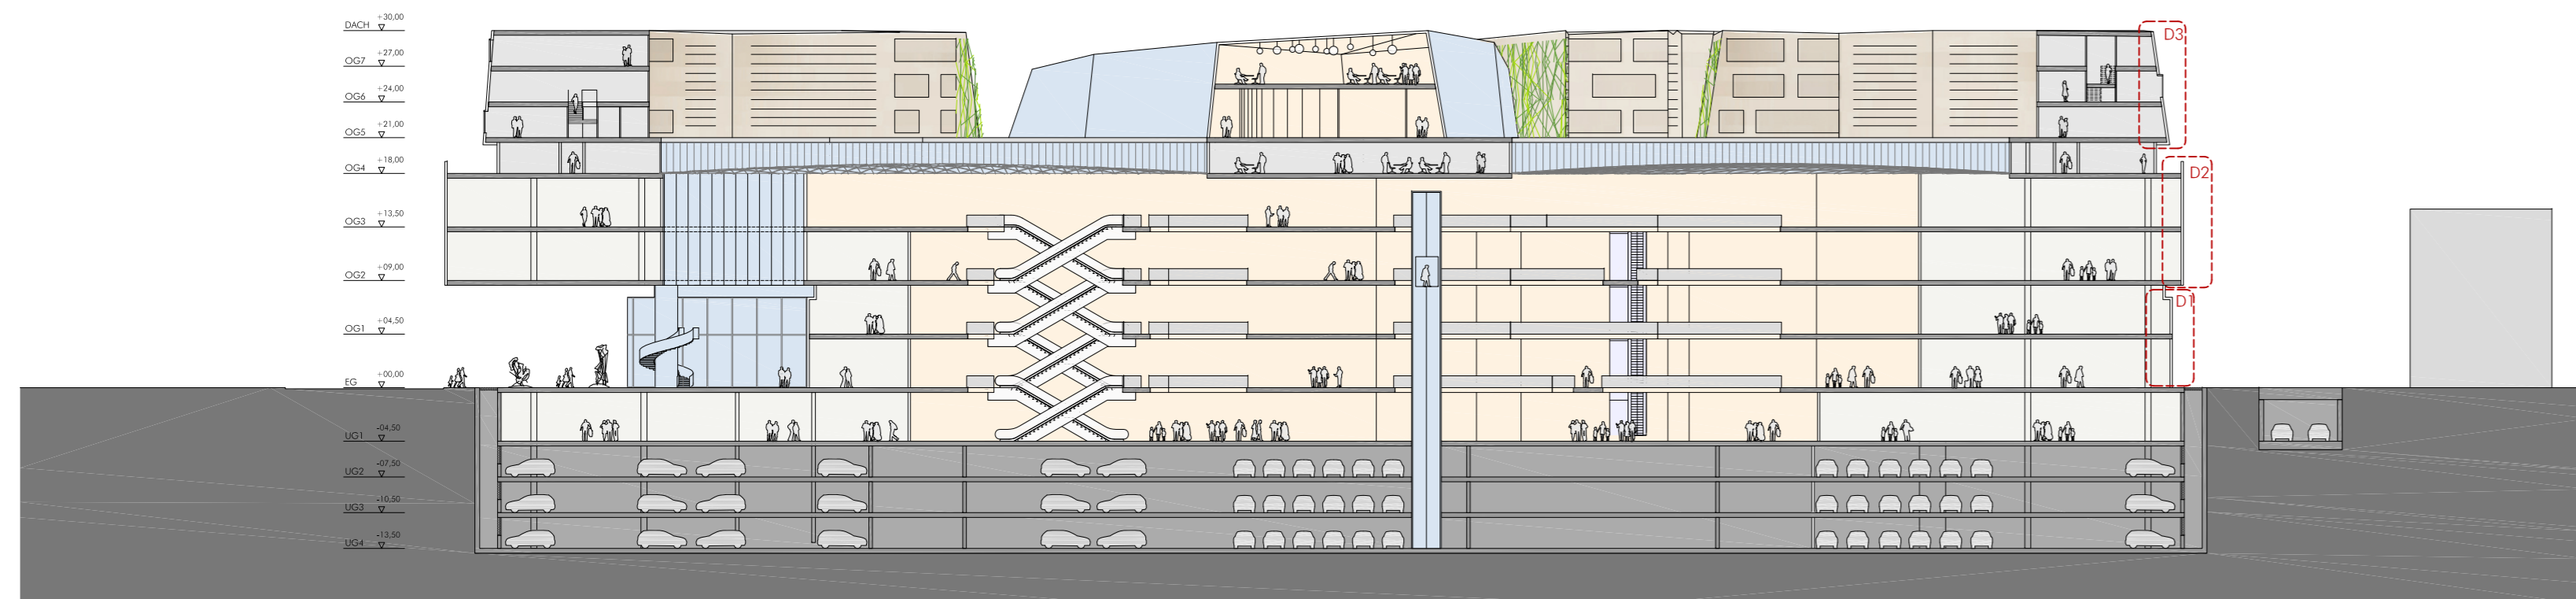 DACH +30,00
D3
OG7 +27,00
OG6 +24,00
OG5 +21,00
OG4 +18,00
D2
OG3 +13,50
OG2 +09,00
D1
OG1 +04,50
EG +00,00
UG1 -04,50
UG2 -07,50
UG3 -10,50
UG4 -13,50